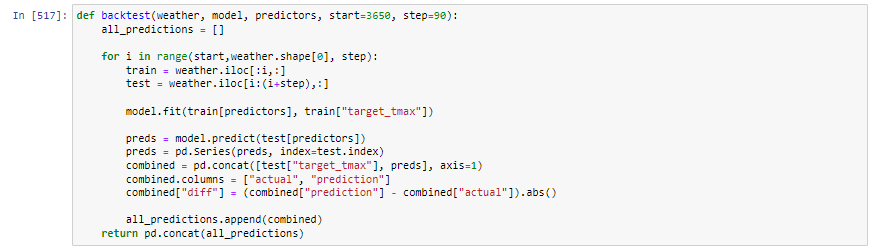 In [517]: def backtest(weather, model, predictors, start=3650, step=90):
    all_predictions = []
    for i in range(start,weather.shape[0], step):
        train = weather.iloc[:i,:]
        test = weather.iloc[i:(i+step),:]
        model.fit(train[predictors], train["target_tmax"])
        preds = model.predict(test[predictors])
        preds = pd.Series(preds, index=test.index)
        combined = pd.concat([test["target_tmax"], preds], axis=1)
        combined.columns = ["actual", "prediction"]
        combined["diff"] = (combined["prediction"] - combined["actual"]).abs()
        all_predictions.append(combined)
    return pd.concat(all_predictions)